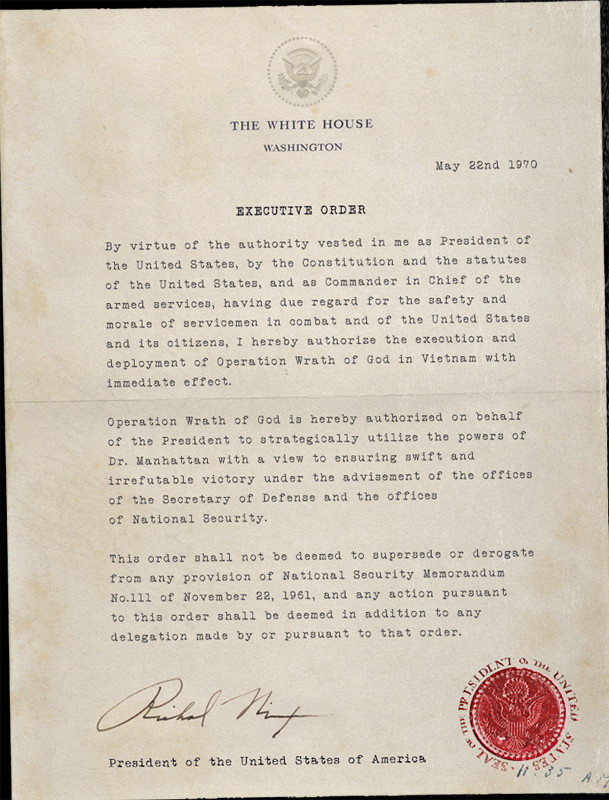 THE WHITE HOUSE
WASHINGTON
May 22nd 1970
EXECUTIVE ORDER
By virtue of the authority vested in me as President of
the United States, by the Constitution and the statutes
of the United States, and as Commander in Chief of the
armed services, having due regard for the safety and
morale of servicemen in combat and of the United States
and its citizens, I hereby authorize the execution and
deployment of Operation Wrath of God in Vietnam with
immediate effect.
Operation Wrath of God is hereby authorized on behalf
of the President to strategically utilize the powers of
Dr. Manhattan with a view to ensuring swift and
irrefutable victory under the advisement of the offices
of the Secretary of Defense and the offices
of National Security.
This order shall not be deemed to supersede or derogate
from any provision of National Security Memorandum
No.111 of November 22, 1961, and any action pursuant
to this order shall be deemed in addition to any
delegation made by or pursuant to that order.
Richard Nixon
President of the United States of America
SEAL OF THE PRESIDENT OF THE UNITED STATES
11:35 AM